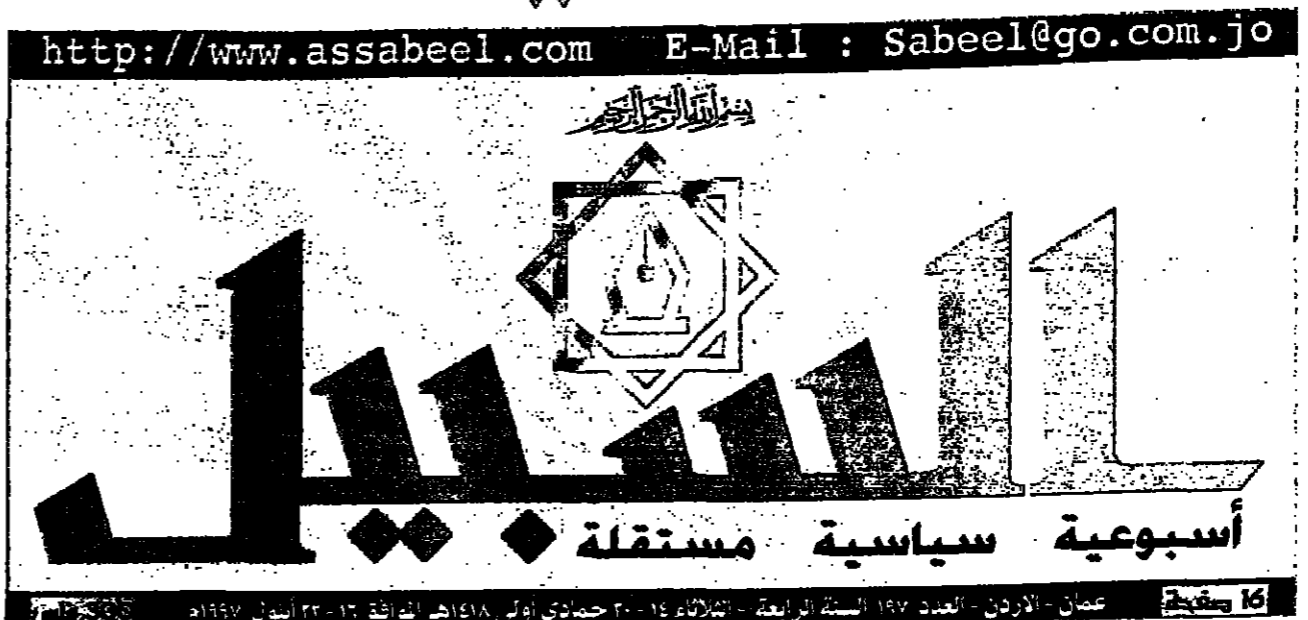 http://www.assabeel.com E-Mail : Sabeel@go.com.jo
بسم الله الرحمن الرحيم
السبيل
أسبوعية سياسية مستقلة
16 صفحة عمان - الاردن - العدد ١٩٧ السنة الرابعة - الثلاثاء ١٤ - ٢٠ جمادى أولى ١٤١٨هـ الموافق ١٦ - ٢٢ أيلول ١٩٩٧م